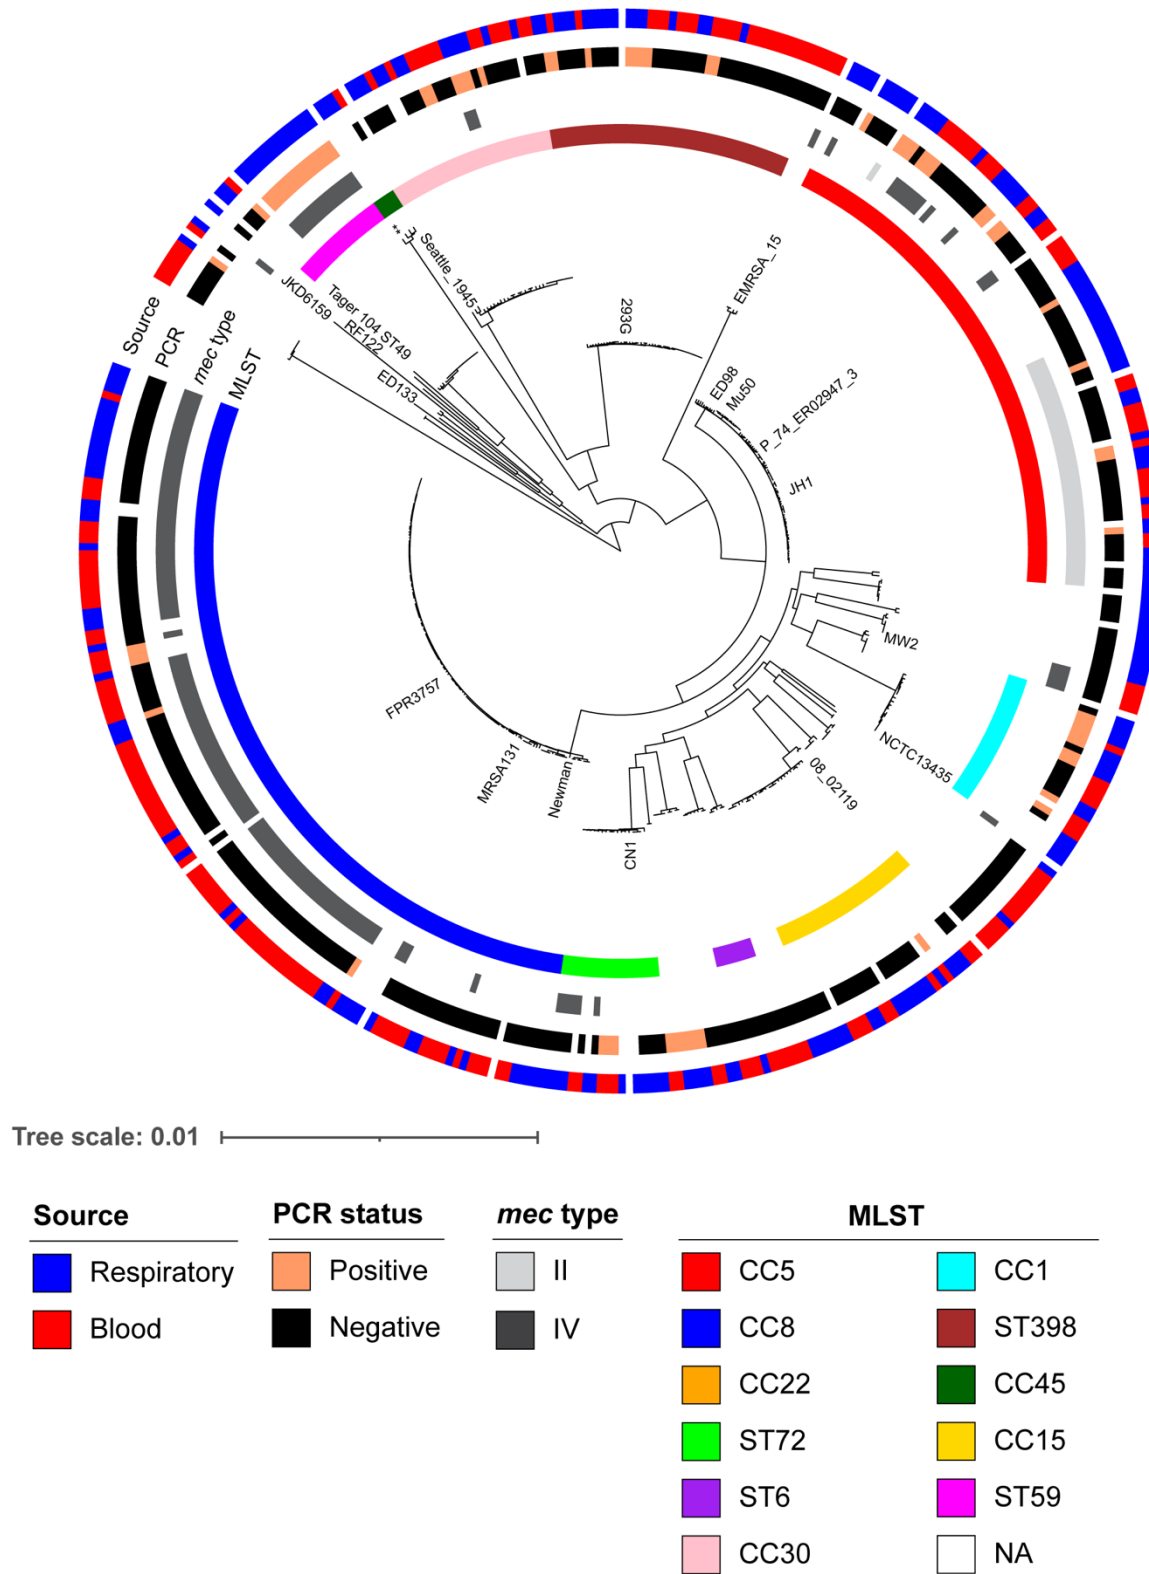 Source
PCR
mec type
MLST
JKD6159
RF122
Tager 104 ST49
ED133
**
Seattle_1945
293G
EMRSA_15
ED98
Mu50
P_74_ER02947_3
JH1
MW2
NCTC13435
08_02119
CN1
Newman
MRSA131
FPR3757
Tree scale: 0.01
Source
Respiratory
Blood
PCR status
Positive
Negative
mec type
II
IV
MLST
CC5
CC8
CC22
ST72
ST6
CC30
CC1
ST398
CC45
CC15
ST59
NA